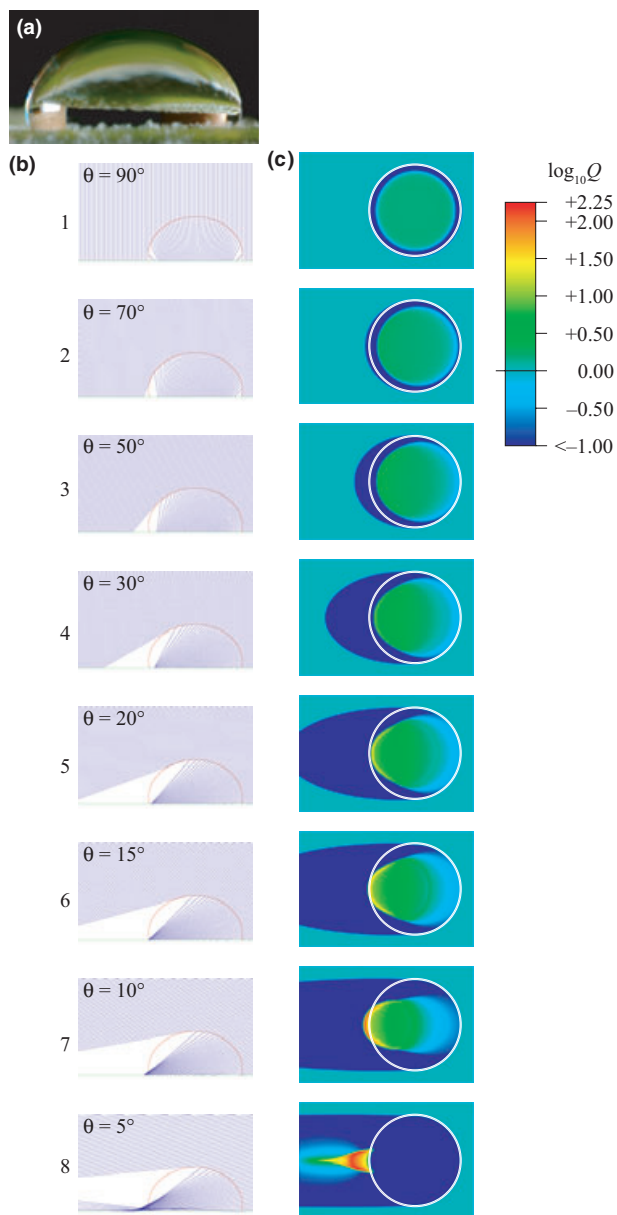 (a)
(b)
(c)
log₁₀Q
θ = 90°
1
+2.25
+2.00
+1.50
+1.00
+0.50
0.00
–0.50
<–1.00
θ = 70°
2
θ = 50°
3
θ = 30°
4
θ = 20°
5
θ = 15°
6
θ = 10°
7
θ = 5°
8